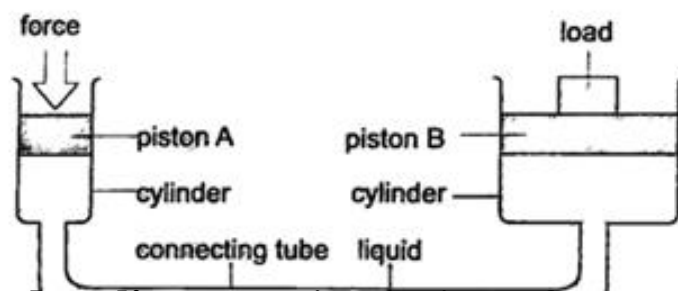 force
load
piston A
piston B
cylinder
cylinder
connecting tube
liquid